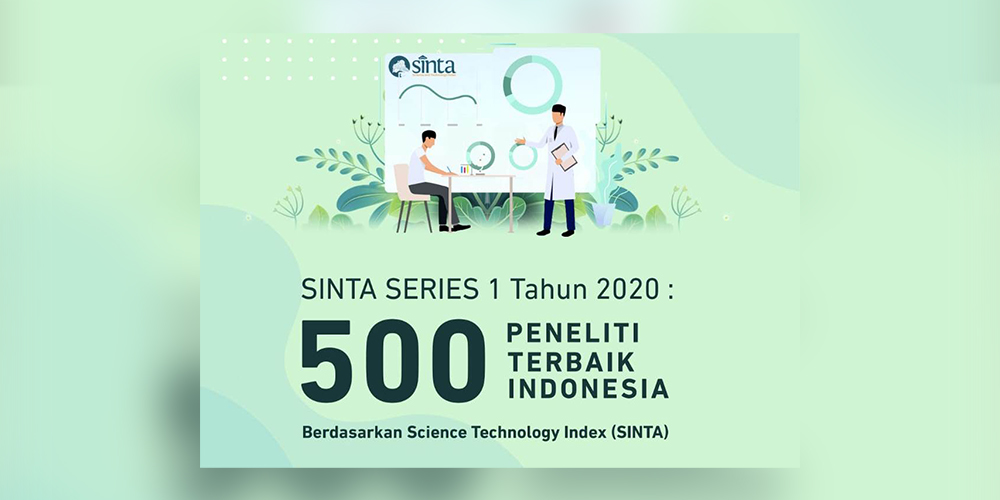 sinta
SINTA SERIES 1 Tahun 2020 :
500
PENELITI
TERBAIK
INDONESIA
Berdasarkan Science Technology Index (SINTA)